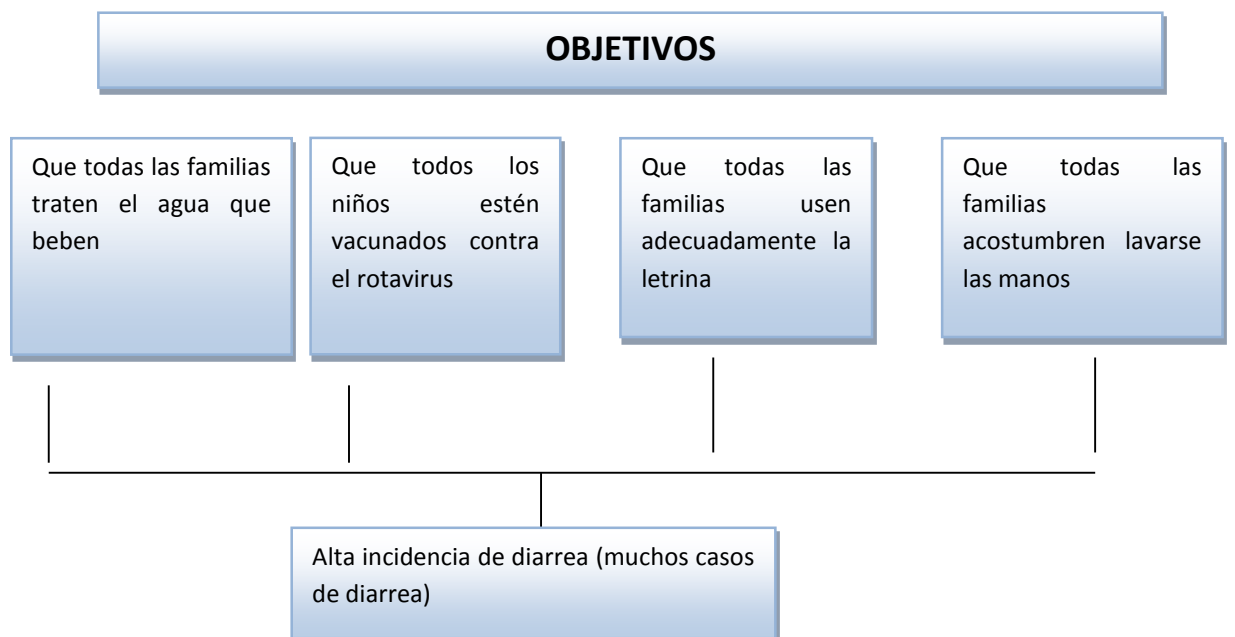 OBJETIVOS
Que todas las familias
traten el agua que
beben
Que todos los
niños estén
vacunados contra
el rotavirus
Que todas las
familias usen
adecuadamente la
letrina
Que todas las
familias
acostumbren lavarse
las manos
Alta incidencia de diarrea (muchos casos
de diarrea)